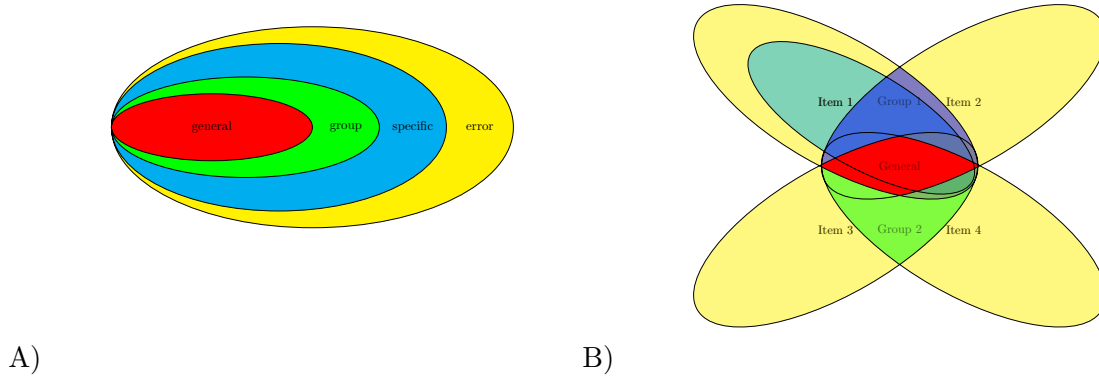 general group specific error
A)
Item 1 Group 1 Item 2
General
Item 3 Group 2 Item 4
B)